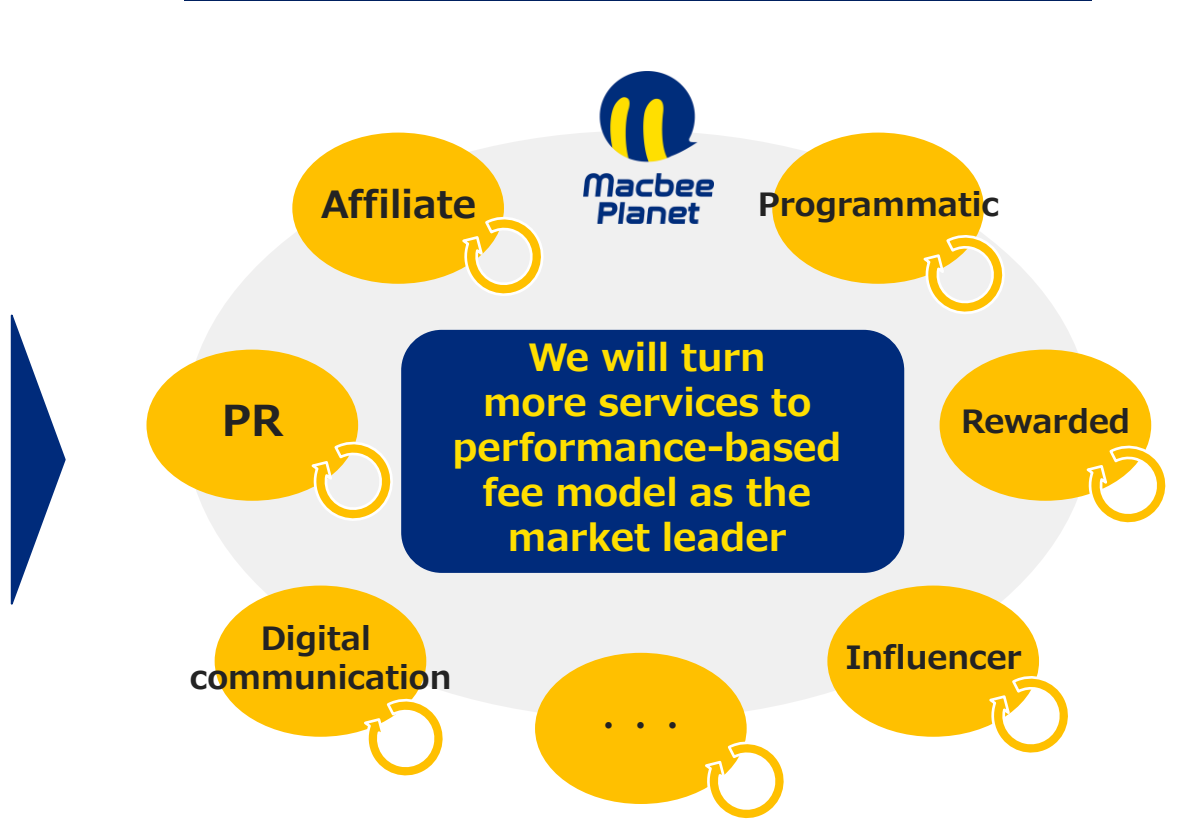 Macbee
Planet
Affiliate
Programmatic
We will turn
more services to
performance-based
fee model as the
market leader
PR
Rewarded
Digital
communication
Influencer
・・・